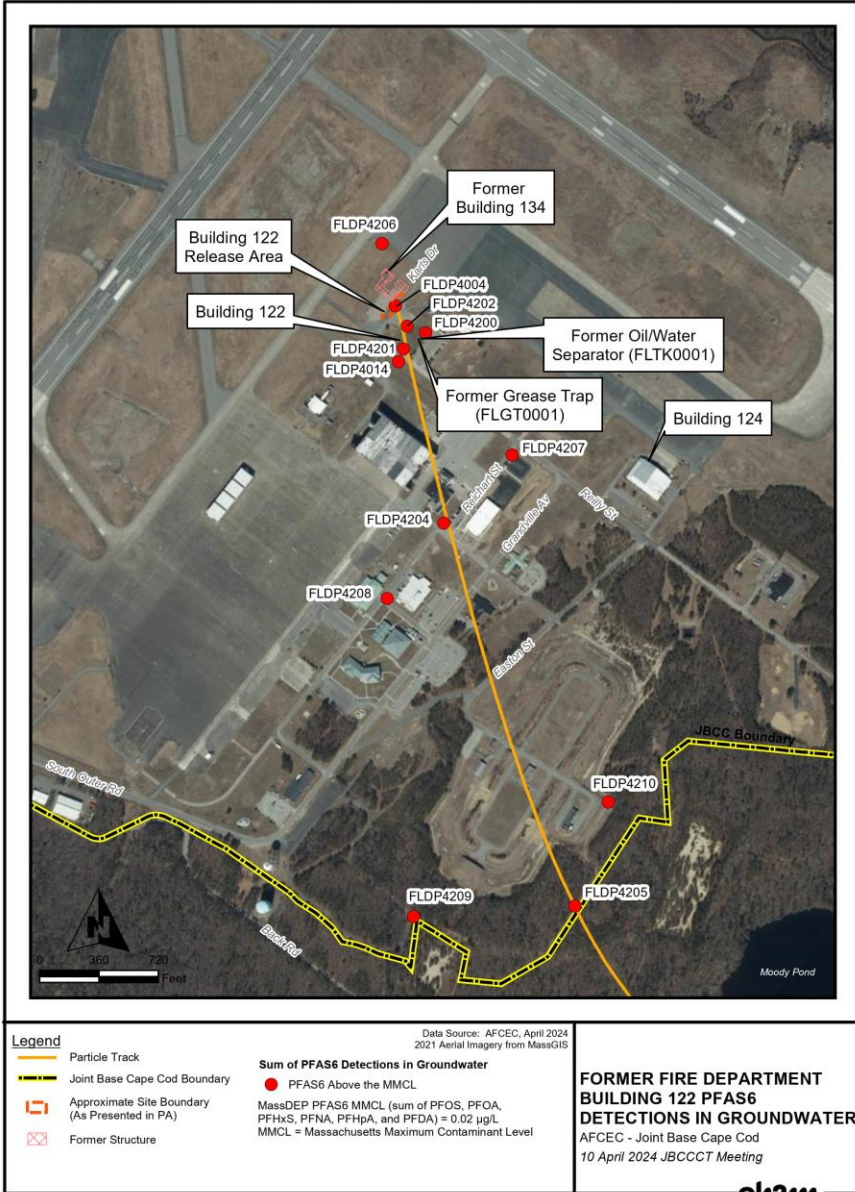 Former
Building 134
FLDP4206
Building 122
Release Area
Karls Dr
FLDP4004
FLDP4202
FLDP4200
Building 122
Former Oil/Water
Separator (FLTK0001)
FLDP4201
FLDP4014
Former Grease Trap
(FLGT0001)
Building 124
FLDP4207
Reichart St
Reilly St
FLDP4204
Grandville Av
FLDP4208
Easton St
JBCC Boundary
South Outer Rd
FLDP4210
FLDP4205
FLDP4209
Back Rd
N
0 360 720
Feet
Moody Pond
Legend
Particle Track
Joint Base Cape Cod Boundary
Approximate Site Boundary
(As Presented in PA)
Former Structure
Data Source: AFCEC, April 2024
2021 Aerial Imagery from MassGIS
Sum of PFAS6 Detections in Groundwater
PFAS6 Above the MMCL
MassDEP PFAS6 MMCL (sum of PFOS, PFOA,
PFHxS, PFNA, PFHpA, and PFDA) = 0.02 µg/L
MMCL = Massachusetts Maximum Contaminant Level
FORMER FIRE DEPARTMENT
BUILDING 122 PFAS6
DETECTIONS IN GROUNDWATER
AFCEC - Joint Base Cape Cod
10 April 2024 JBCCCT Meeting